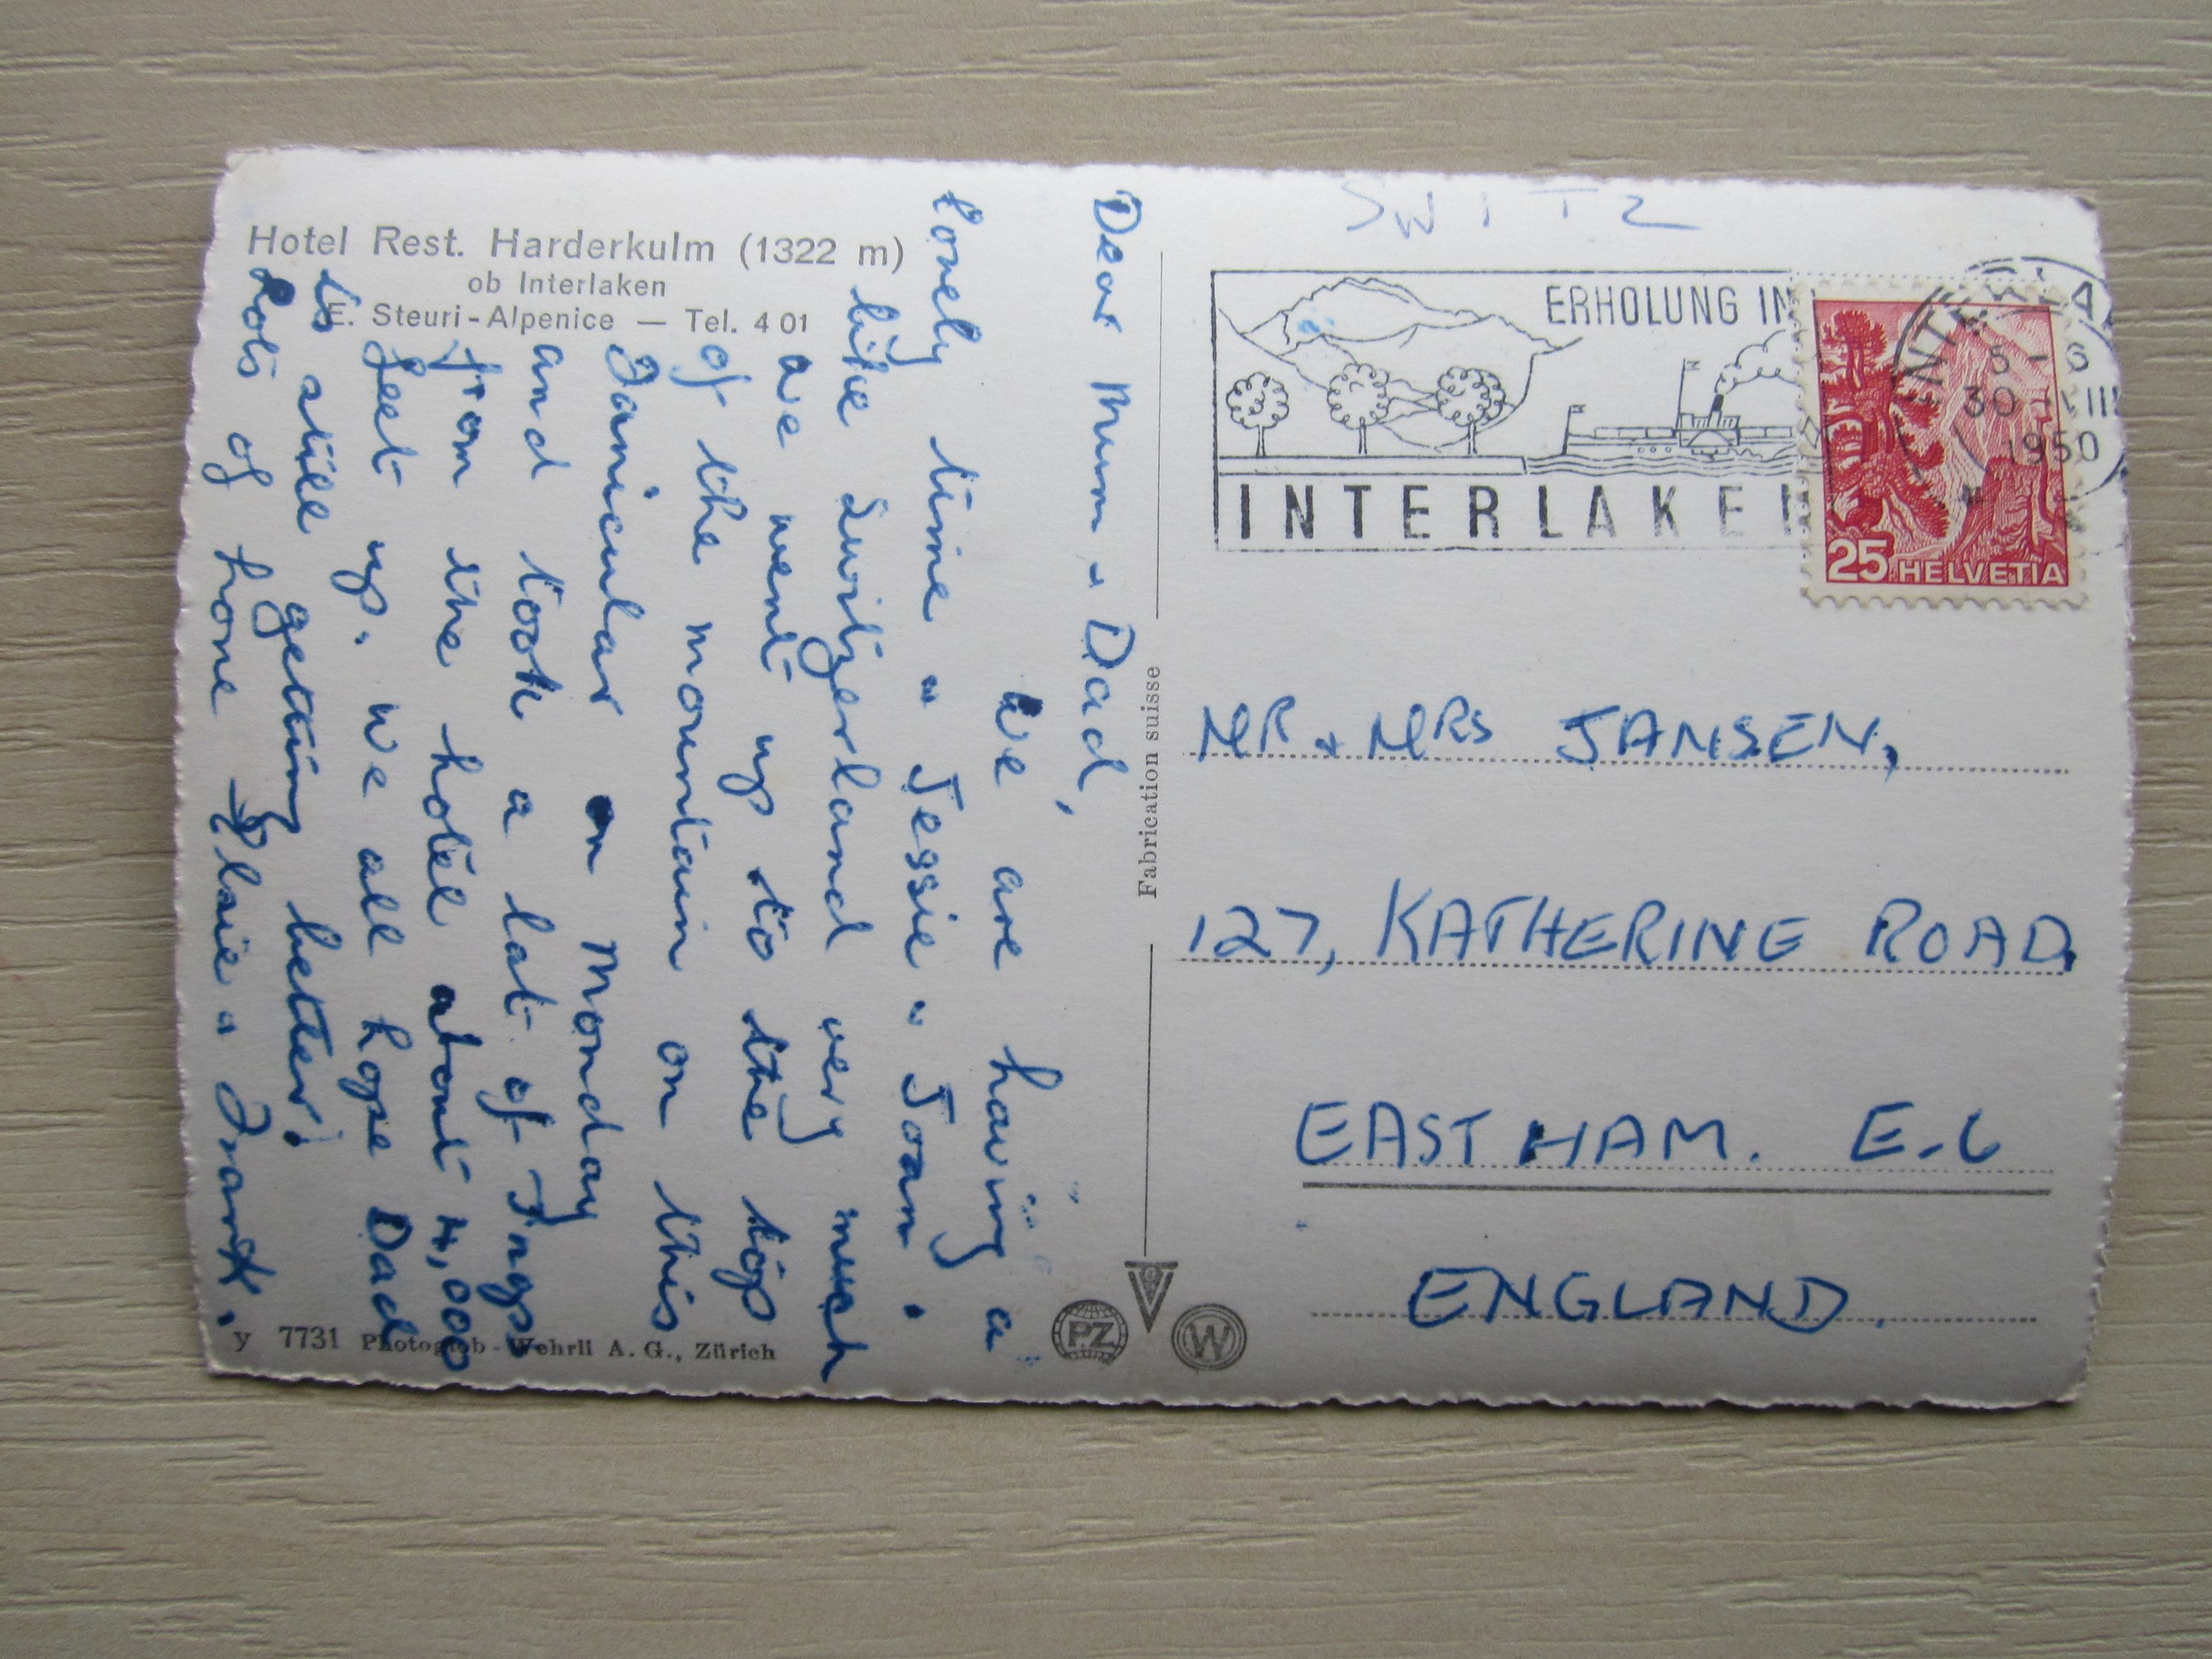 Hotel Rest. Harderkulm (1322 m)
ob Interlaken
E. Steuri-Alpenice — Tel. 4 01
Dear Mum & Dad,
We are having a
lovely time & Jessie & Joan.
like Switzerland very much
we went up to the top
of the mountain on this
Fanicular on Monday
and took a lot of
from the hotel about 4,000
feet up. We all hope Dad
is still getting better!
Lots of love Elsie & Frank.
y 7731 Photoglob-Wehrli A. G., Zürich
Fabrication suisse
PZ
W
SWITZ
ERHOLUNG IN
INTERLAKEN
30 VIII
1950
25 HELVETIA
MR & MRS JANSEN,
127, KATHERINE ROAD,
EAST HAM. E.6
ENGLAND.